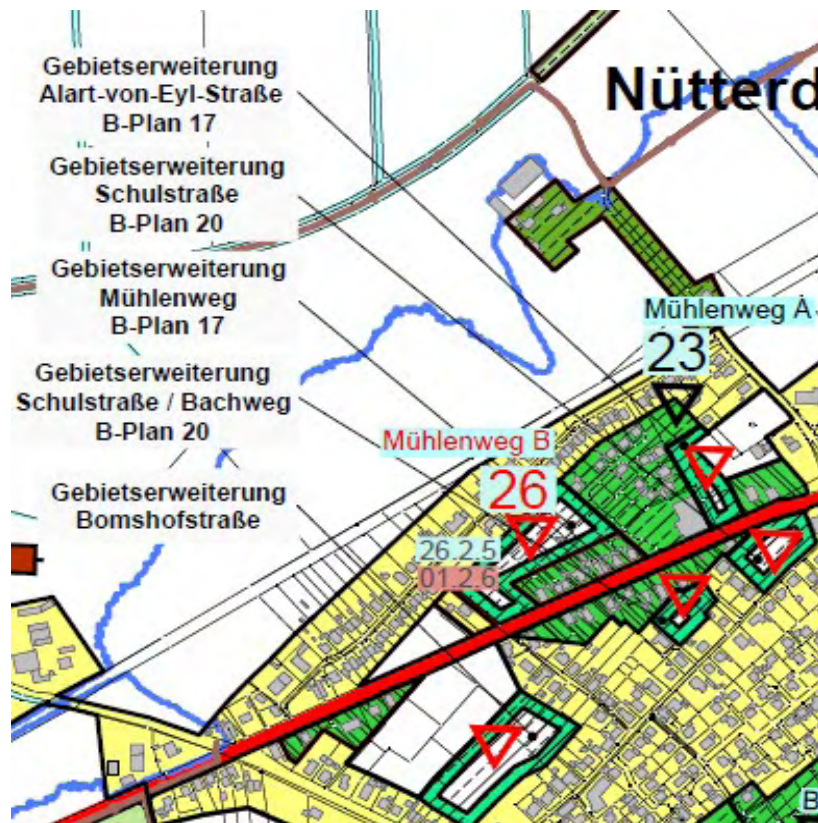 Gebietserweiterung
Alart-von-Eyl-Straße
B-Plan 17
Gebietserweiterung
Schulstraße
B-Plan 20
Gebietserweiterung
Mühlenweg
B-Plan 17
Gebietserweiterung
Schulstraße / Bachweg
B-Plan 20
Gebietserweiterung
Bomshofstraße
Nütterd
Mühlenweg A
23
Mühlenweg B
26
26.2.5
01.2.6
B